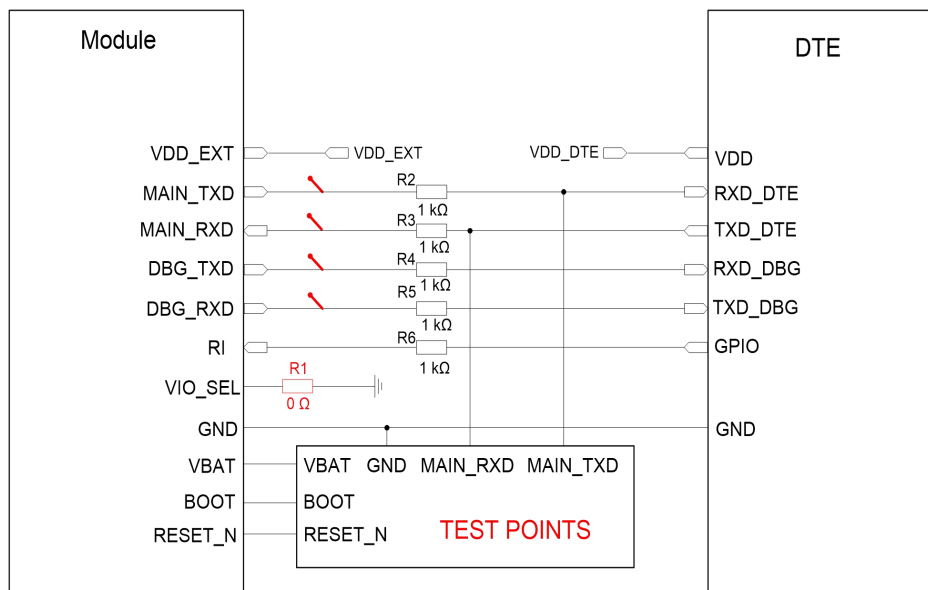 Module
DTE
VDD_EXT
VDD_EXT
VDD_DTE
VDD
MAIN_TXD
R2
1 kΩ
RXD_DTE
MAIN_RXD
R3
1 kΩ
TXD_DTE
DBG_TXD
R4
1 kΩ
RXD_DBG
DBG_RXD
R5
1 kΩ
TXD_DBG
RI
R6
1 kΩ
GPIO
VIO_SEL
R1
0 Ω
GND
GND
VBAT
VBAT GND MAIN_RXD MAIN_TXD
BOOT
BOOT
RESET_N
RESET_N
TEST POINTS